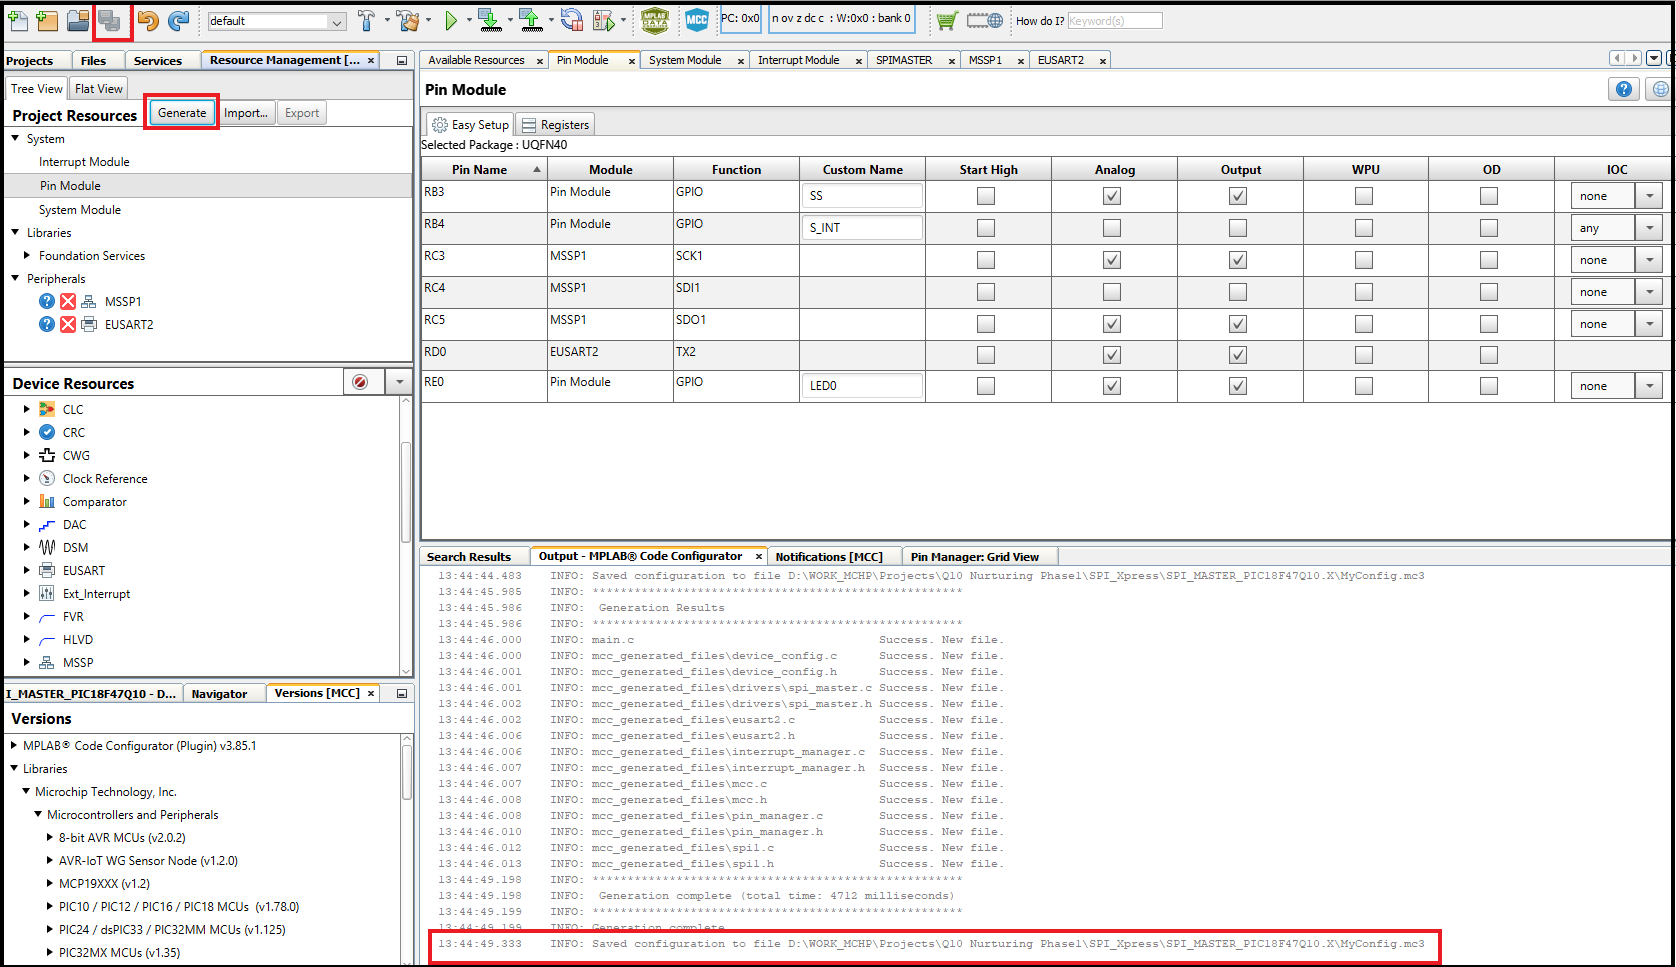 default
PC: 0x0
n ov z dc c : W:0x0 : bank 0
How do I? Keyword(s)
MPLAB DATA
MCC
Projects
Files
Services
Resource Management [...
Tree View
Flat View
Project Resources
Generate
Import...
Export
System
Interrupt Module
Pin Module
System Module
Libraries
Foundation Services
Peripherals
MSSP1
EUSART2
Device Resources
CLC
CRC
CWG
Clock Reference
Comparator
DAC
DSM
EUSART
Ext_Interrupt
FVR
HLVD
MSSP
I_MASTER_PIC18F47Q10 - D...
Navigator
Versions [MCC]
Versions
MPLAB® Code Configurator (Plugin) v3.85.1
Libraries
Microchip Technology, Inc.
Microcontrollers and Peripherals
8-bit AVR MCUs (v2.0.2)
AVR-IoT WG Sensor Node (v1.2.0)
MCP19XXX (v1.2)
PIC10 / PIC12 / PIC16 / PIC18 MCUs (v1.78.0)
PIC24 / dsPIC33 / PIC32MM MCUs (v1.125)
PIC32MX MCUs (v1.35)
Available Resources
Pin Module
System Module
Interrupt Module
SPIMASTER
MSSP1
EUSART2
Pin Module
Easy Setup
Registers
Selected Package : UQFN40
Pin Name Module Function Custom Name Start High Analog Output WPU OD IOC
RB3 Pin Module GPIO SS none
RB4 Pin Module GPIO S_INT any
RC3 MSSP1 SCK1 none
RC4 MSSP1 SDI1 none
RC5 MSSP1 SDO1 none
RD0 EUSART2 TX2
RE0 Pin Module GPIO LED0 none
Search Results
Output - MPLAB® Code Configurator
Notifications [MCC]
Pin Manager: Grid View
13:44:44.483 INFO: Saved configuration to file D:\WORK_MCHP\Projects\Q10 Nurturing Phase1\SPI_Xpress\SPI_MASTER_PIC18F47Q10.X\MyConfig.mc3
13:44:45.985 INFO: *****************************************************
13:44:45.986 INFO: Generation Results
13:44:45.986 INFO: *****************************************************
13:44:46.000 INFO: main.c Success. New file.
13:44:46.000 INFO: mcc_generated_files\device_config.c Success. New file.
13:44:46.001 INFO: mcc_generated_files\device_config.h Success. New file.
13:44:46.001 INFO: mcc_generated_files\drivers\spi_master.c Success. New file.
13:44:46.002 INFO: mcc_generated_files\drivers\spi_master.h Success. New file.
13:44:46.002 INFO: mcc_generated_files\eusart2.c Success. New file.
13:44:46.006 INFO: mcc_generated_files\eusart2.h Success. New file.
13:44:46.006 INFO: mcc_generated_files\interrupt_manager.c Success. New file.
13:44:46.007 INFO: mcc_generated_files\interrupt_manager.h Success. New file.
13:44:46.007 INFO: mcc_generated_files\mcc.c Success. New file.
13:44:46.008 INFO: mcc_generated_files\mcc.h Success. New file.
13:44:46.008 INFO: mcc_generated_files\pin_manager.c Success. New file.
13:44:46.010 INFO: mcc_generated_files\pin_manager.h Success. New file.
13:44:46.012 INFO: mcc_generated_files\spi1.c Success. New file.
13:44:46.013 INFO: mcc_generated_files\spi1.h Success. New file.
13:44:49.198 INFO: *****************************************************
13:44:49.198 INFO: Generation complete (total time: 4712 milliseconds)
13:44:49.199 INFO: *****************************************************
13:44:49.199 INFO: Generation complete
13:44:49.333 INFO: Saved configuration to file D:\WORK_MCHP\Projects\Q10 Nurturing Phase1\SPI_Xpress\SPI_MASTER_PIC18F47Q10.X\MyConfig.mc3